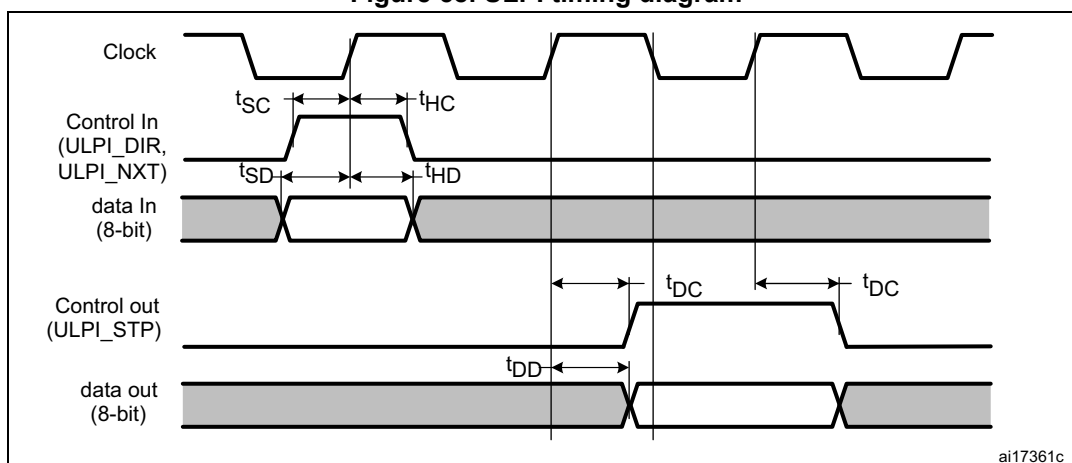 Clock
tSC
tHC
Control In
(ULPI_DIR,
ULPI_NXT)
tSD
tHD
data In
(8-bit)
tDC
tDC
Control out
(ULPI_STP)
tDD
data out
(8-bit)
ai17361c